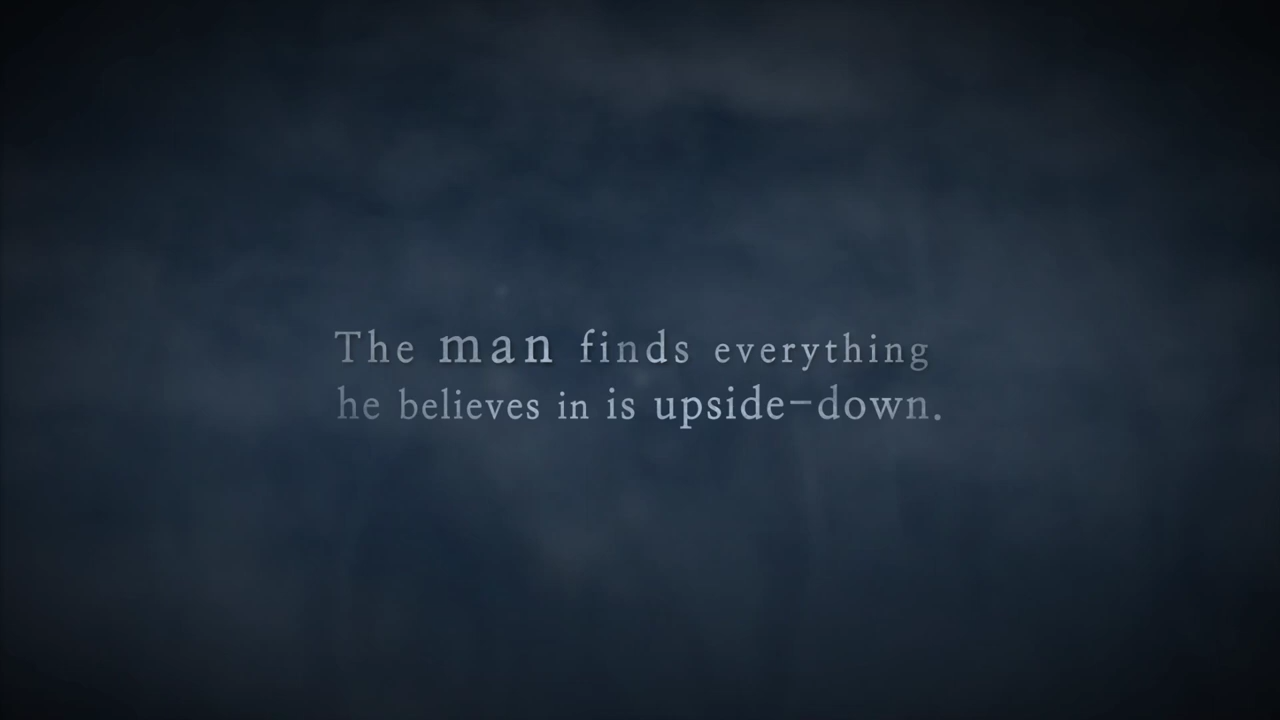 The man finds everything
he believes in is upside-down.